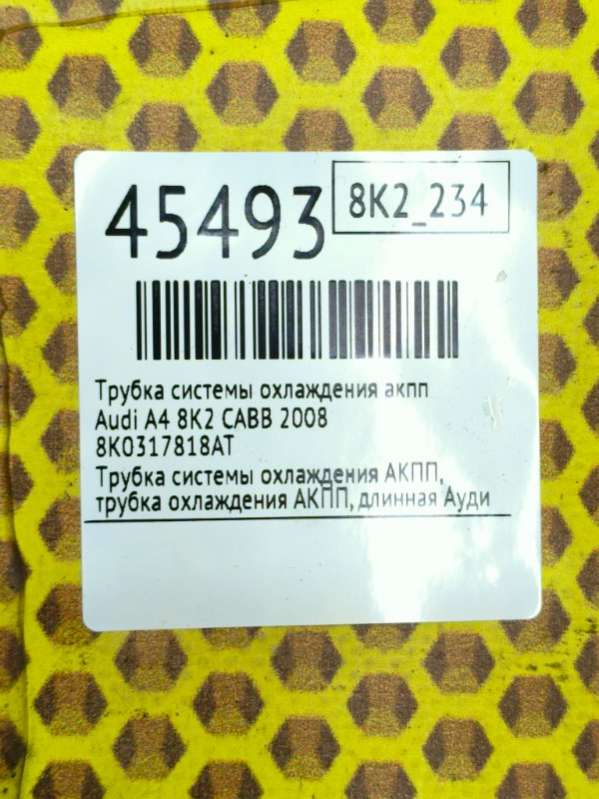 45493
8K2_234
Трубка системы охлаждения акпп
Audi A4 8K2 CABB 2008
8K0317818AT
Трубка системы охлаждения АКПП,
трубка охлаждения АКПП, длинная Ауди